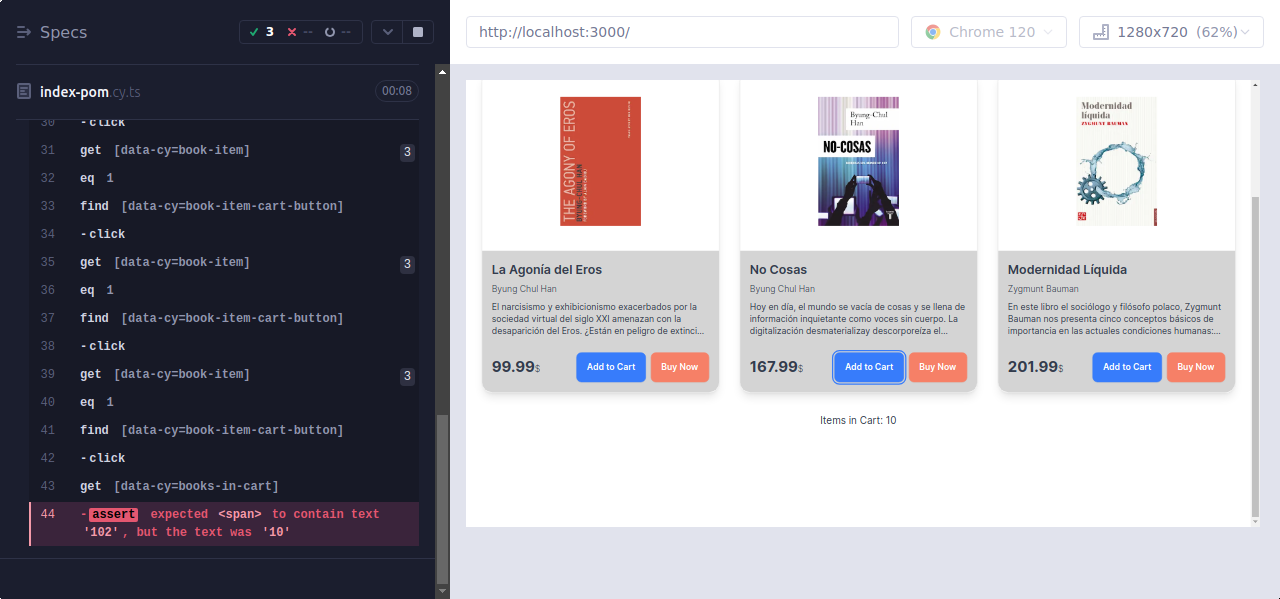 Specs
3
--
--
index-pom.cy.ts
00:08
30 -click
31 get [data-cy=book-item] 3
32 eq 1
33 find [data-cy=book-item-cart-button]
34 -click
35 get [data-cy=book-item] 3
36 eq 1
37 find [data-cy=book-item-cart-button]
38 -click
39 get [data-cy=book-item] 3
40 eq 1
41 find [data-cy=book-item-cart-button]
42 -click
43 get [data-cy=books-in-cart]
44 -assert expected <span> to contain text
'102', but the text was '10'
http://localhost:3000/
Chrome 120
1280x720 (62%)
THE AGONY OF EROS
BYUNG-CHUL HAN
La Agonía del Eros
Byung Chul Han
El narcisismo y exhibicionismo exacerbados por la
sociedad virtual del siglo XXI amenazan con la
desaparición del Eros. ¿Están en peligro de extinci...
99.99$
Add to Cart
Buy Now
Byung-Chul
Han
NO-COSAS
No Cosas
Byung Chul Han
Hoy en día, el mundo se vacía de cosas y se llena de
información inquietante como voces sin cuerpo. La
digitalización desmaterializay descorporeíza el...
167.99$
Add to Cart
Buy Now
Modernidad
líquida
ZYGMUNT BAUMAN
Modernidad Líquida
Zygmunt Bauman
En este libro el sociólogo y filósofo polaco, Zygmunt
Bauman nos presenta cinco conceptos básicos de
importancia en las actuales condiciones humanas:...
201.99$
Add to Cart
Buy Now
Items in Cart: 10